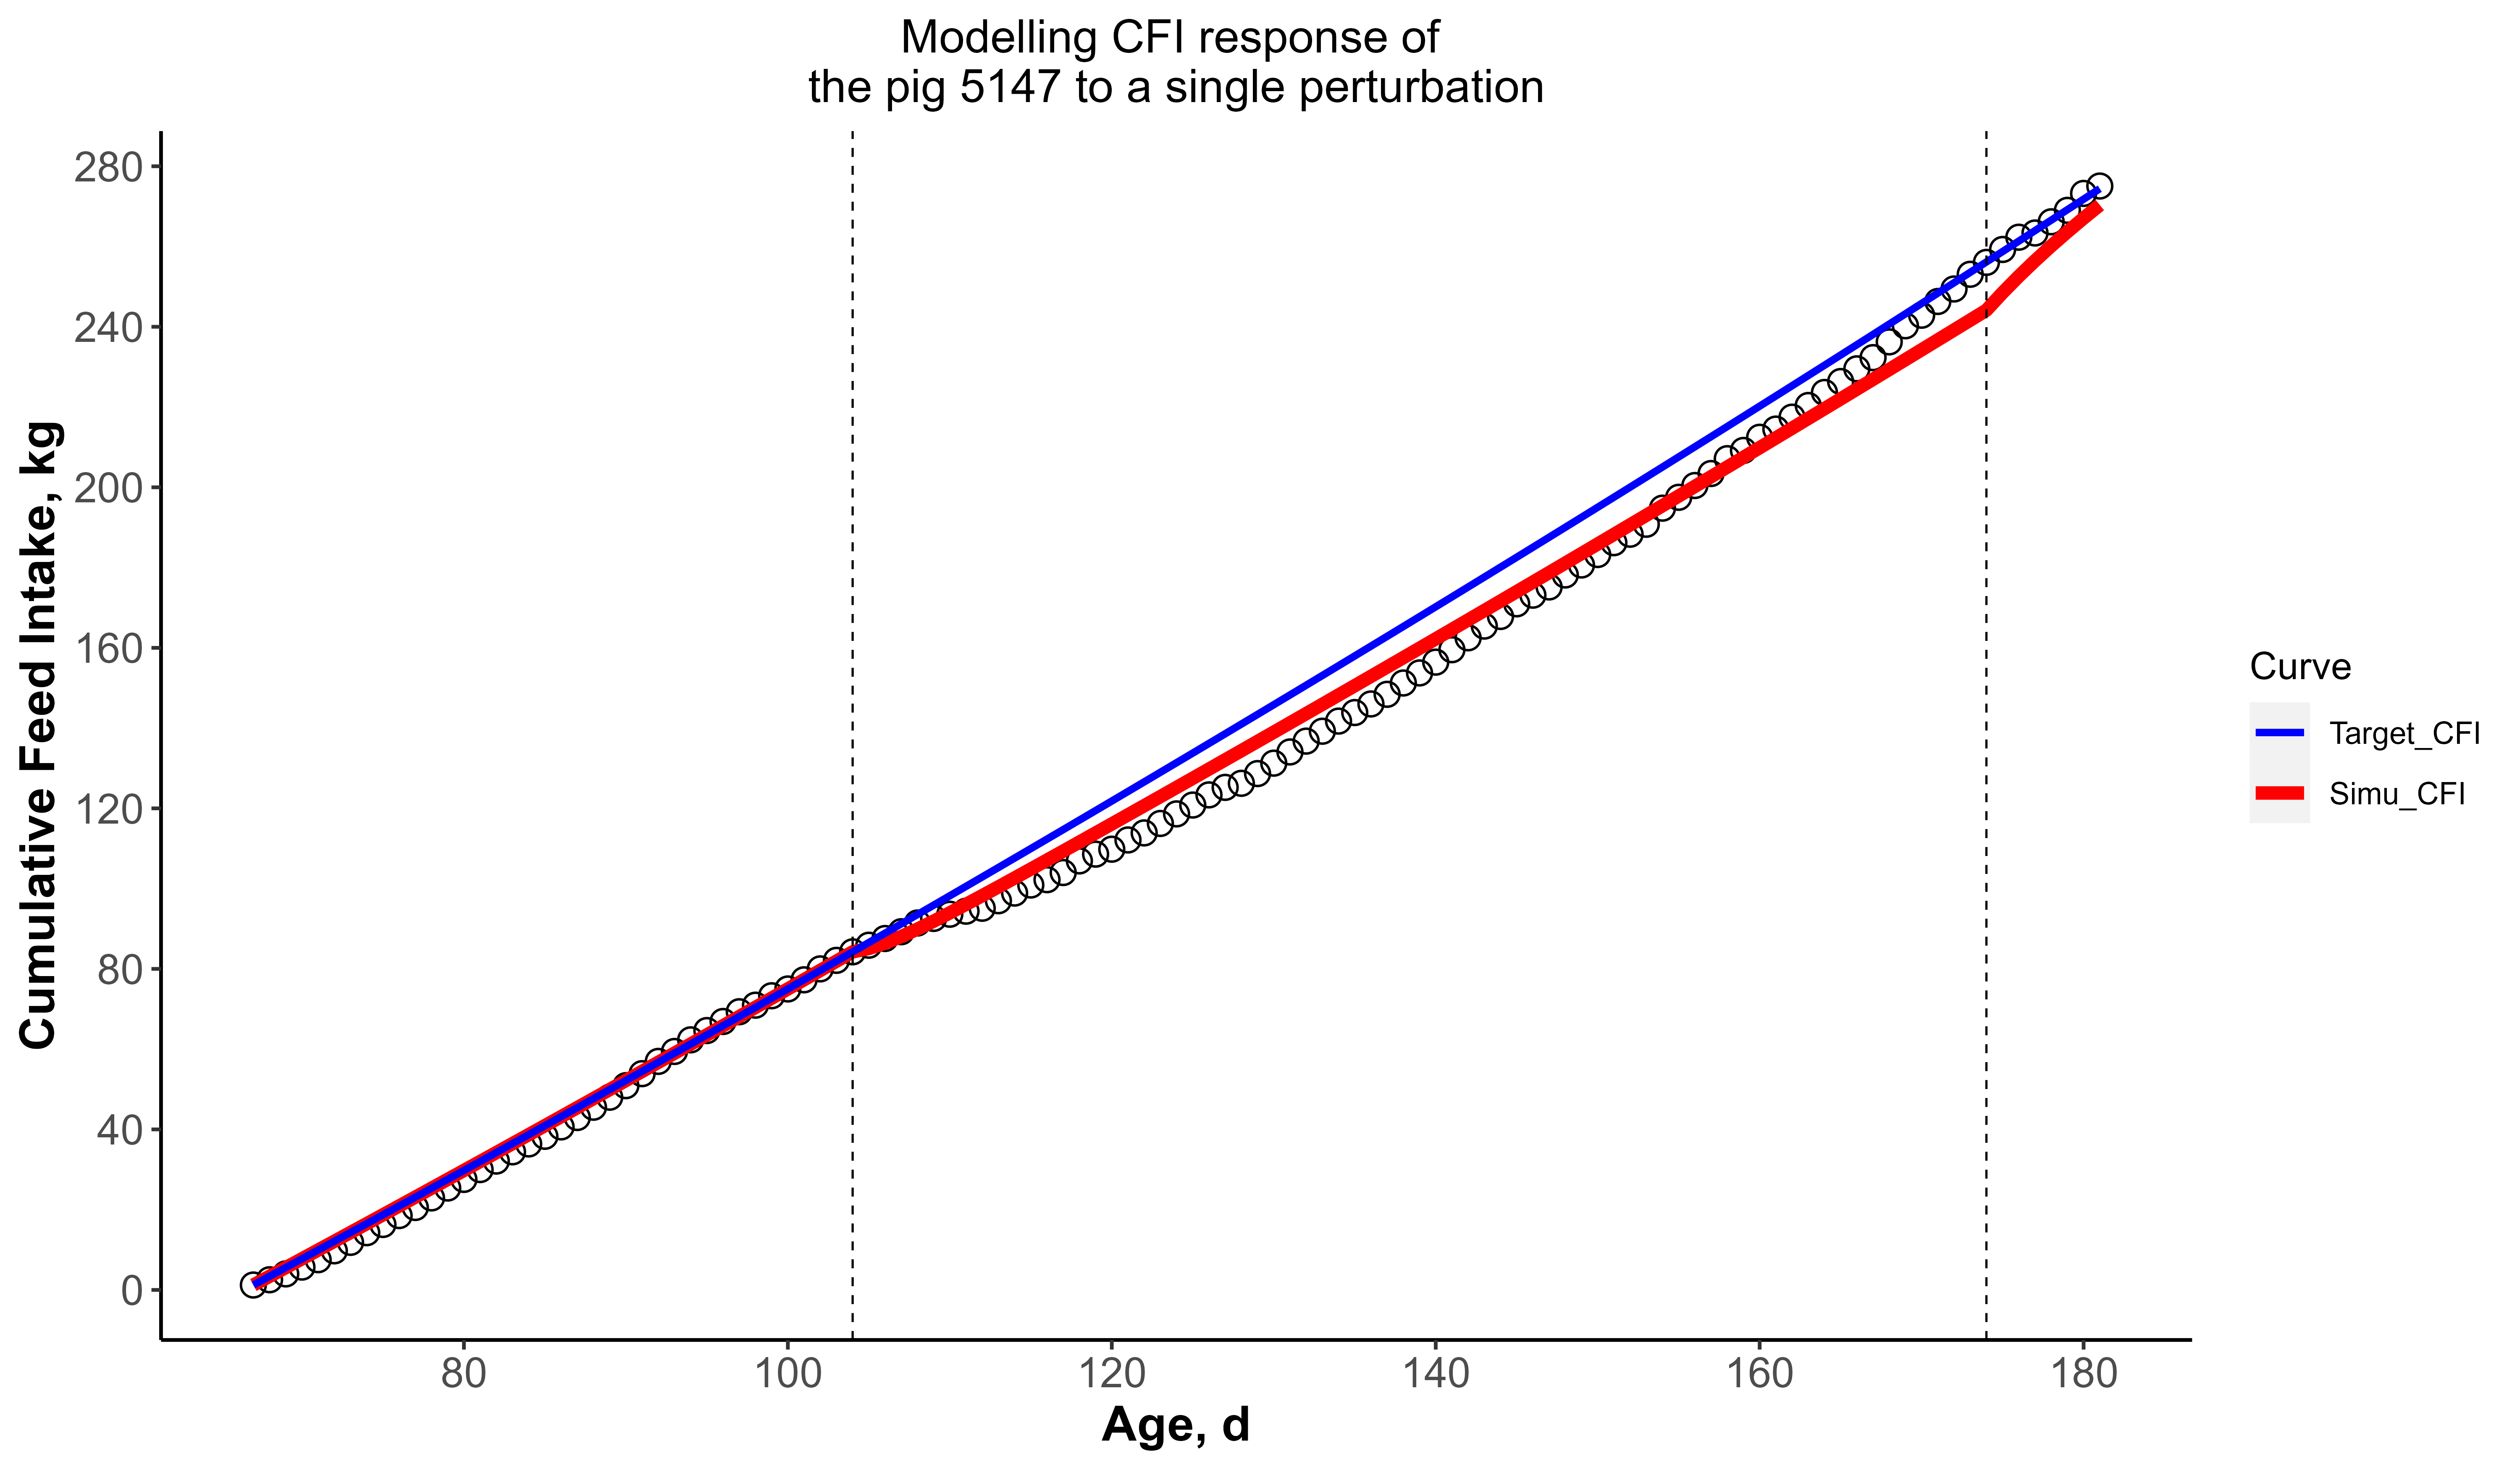 Modelling CFI response of
the pig 5147 to a single perturbation
Cumulative Feed Intake, kg
280
240
200
160
120
80
40
0
80 100 120 140 160 180
Age, d
Curve
Target_CFI
Simu_CFI